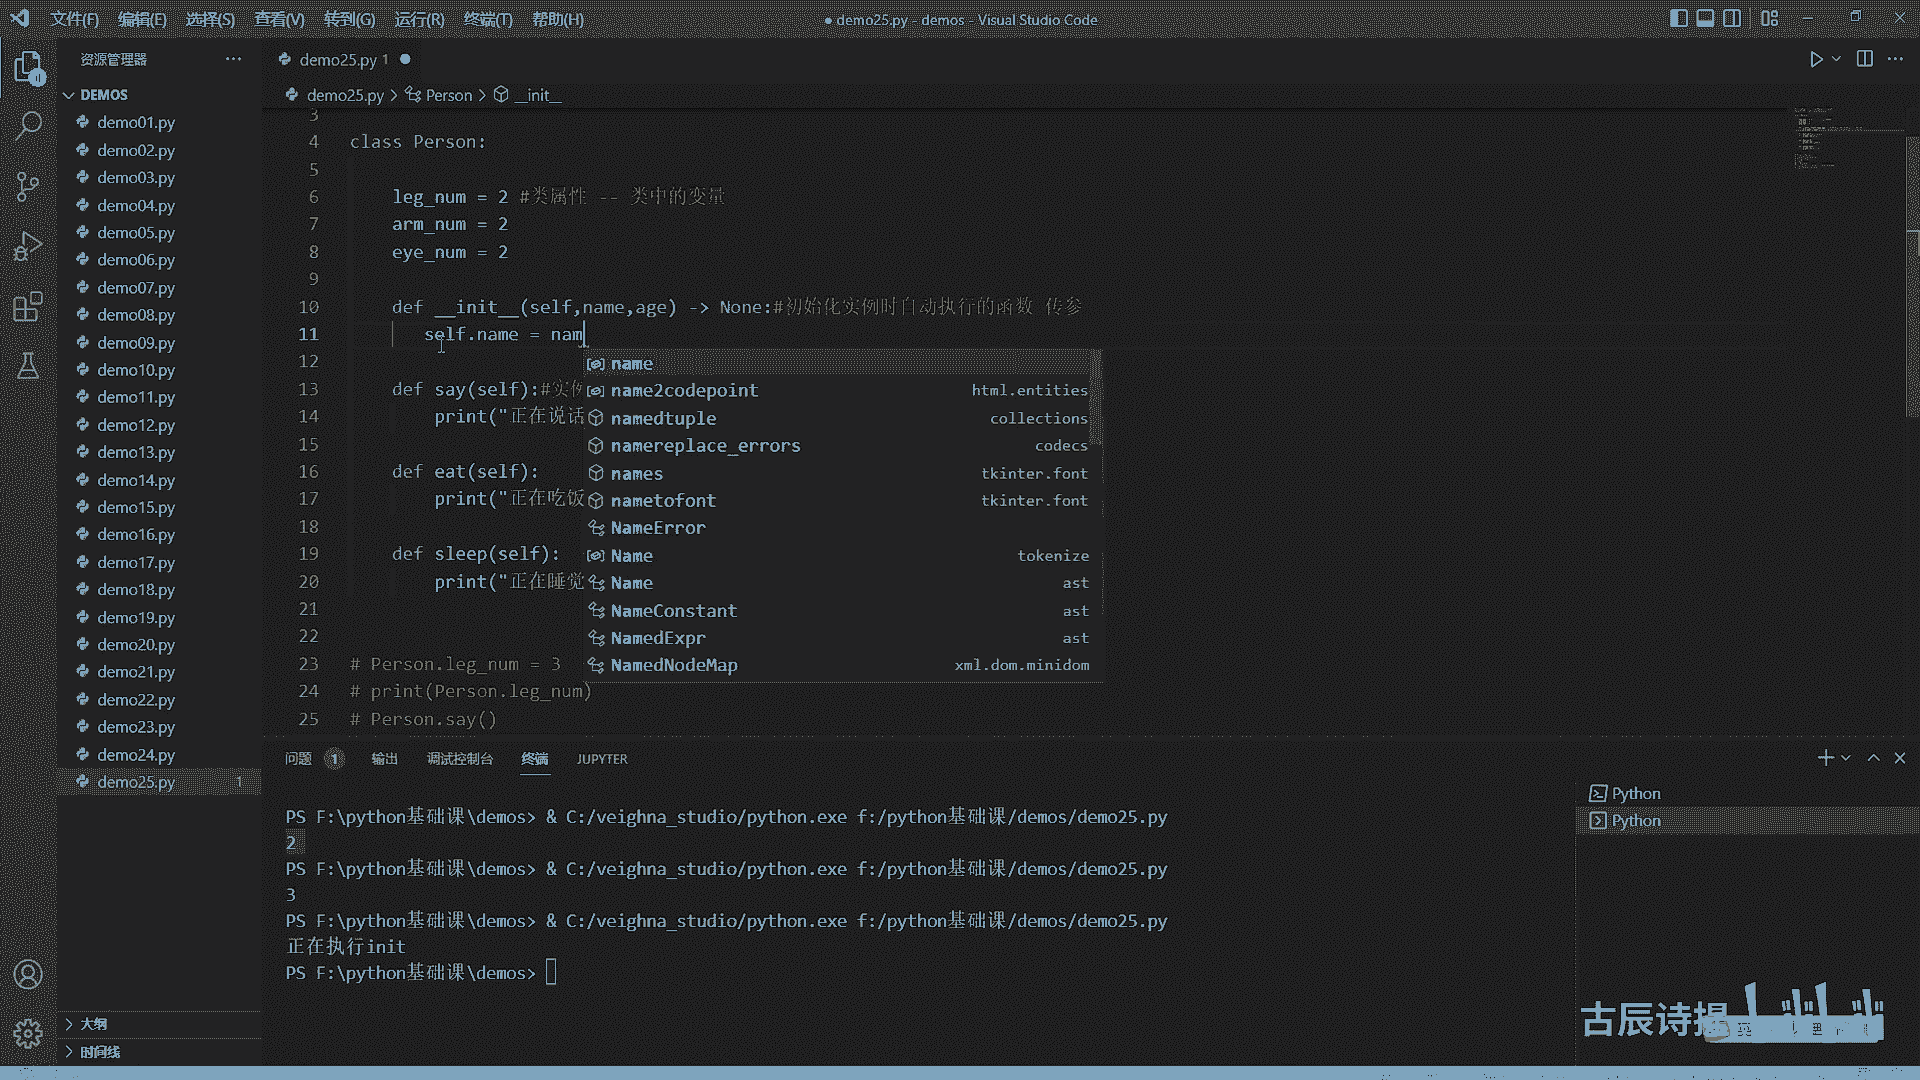 文件(F) 编辑(E) 选择(S) 查看(V) 转到(G) 运行(R) 终端(T) 帮助(H)
● demo25.py - demos - Visual Studio Code
资源管理器
DEMOS
demo01.py
demo02.py
demo03.py
demo04.py
demo05.py
demo06.py
demo07.py
demo08.py
demo09.py
demo10.py
demo11.py
demo12.py
demo13.py
demo14.py
demo15.py
demo16.py
demo17.py
demo18.py
demo19.py
demo20.py
demo21.py
demo22.py
demo23.py
demo24.py
demo25.py 1
大纲
时间线
demo25.py 1 ●
demo25.py > Person > __init__
3
4 class Person:
5
6 leg_num = 2 #类属性 -- 类中的变量
7 arm_num = 2
8 eye_num = 2
9
10 def __init__(self,name,age) -> None:#初始化实例时自动执行的函数 传参
11 self.name = nam
12
13 def say(self):#实例
14 print("正在说话
15
16 def eat(self):
17 print("正在吃饭
18
19 def sleep(self):
20 print("正在睡觉
21
22
23 # Person.leg_num = 3
24 # print(Person.leg_num)
25 # Person.say()
name
name2codepoint html.entities
namedtuple collections
namereplace_errors codecs
names tkinter.font
nametofont tkinter.font
NameError
Name tokenize
Name ast
NameConstant ast
NamedExpr ast
NamedNodeMap xml.dom.minidom
问题 1 输出 调试控制台 终端 JUPYTER
PS F:\python基础课\demos> & C:/veighna_studio/python.exe f:/python基础课/demos/demo25.py
2
PS F:\python基础课\demos> & C:/veighna_studio/python.exe f:/python基础课/demos/demo25.py
3
PS F:\python基础课\demos> & C:/veighna_studio/python.exe f:/python基础课/demos/demo25.py
正在执行init
PS F:\python基础课\demos>
Python
Python
古辰诗提